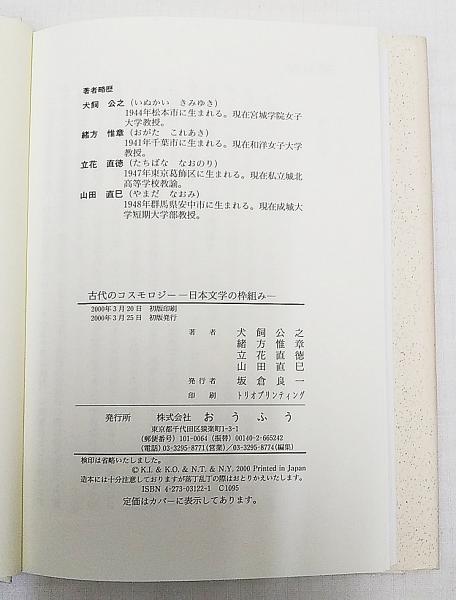 著者略歴
犬飼 公之(いぬかい きみゆき)
1944年松本市に生まれる。現在宮城学院女子
大学教授。
緒方 惟章(おがた これあき)
1941年千葉市に生まれる。現在和洋女子大学
教授。
立花 直徳(たちばな なおのり)
1947年東京葛飾区に生まれる。現在私立城北
高等学校教諭。
山田 直巳(やまだ なおみ)
1948年群馬県安中市に生まれる。現在成城大
学短期大学部教授。
古代のコスモロジー―日本文学の枠組み―
2000年3月20日 初版印刷
2000年3月25日 初版発行
著者 犬飼公之
緒方惟章
立花直徳
山田直巳
発行者 坂倉良一
印刷 トリオプリンティング
発行所 株式会社 おうふう
東京都千代田区猿楽町1-3-1
(郵便番号) 101-0064 (振替) 00140-2-665242
(電話) 03-3295-8771(営業)/03-3295-8774(編集)
検印は省略いたしました。
© K.I. & K.O. & N.T. & N.Y. 2000 Printed in Japan
造本には十分注意しておりますが落丁乱丁の際はおとりかえいたします。
ISBN 4-273-03122-1 C1095
定価はカバーに表示してあります。